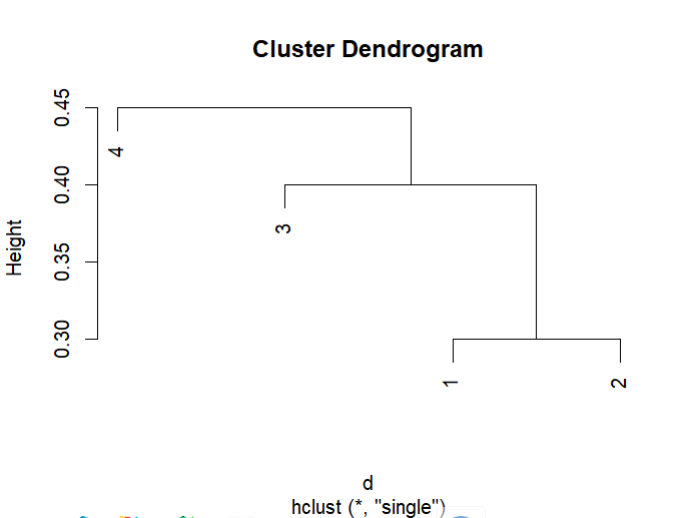 Cluster Dendrogram
Height
0.45
0.40
0.35
0.30
4
3
1
2
d
hclust (*, "single")